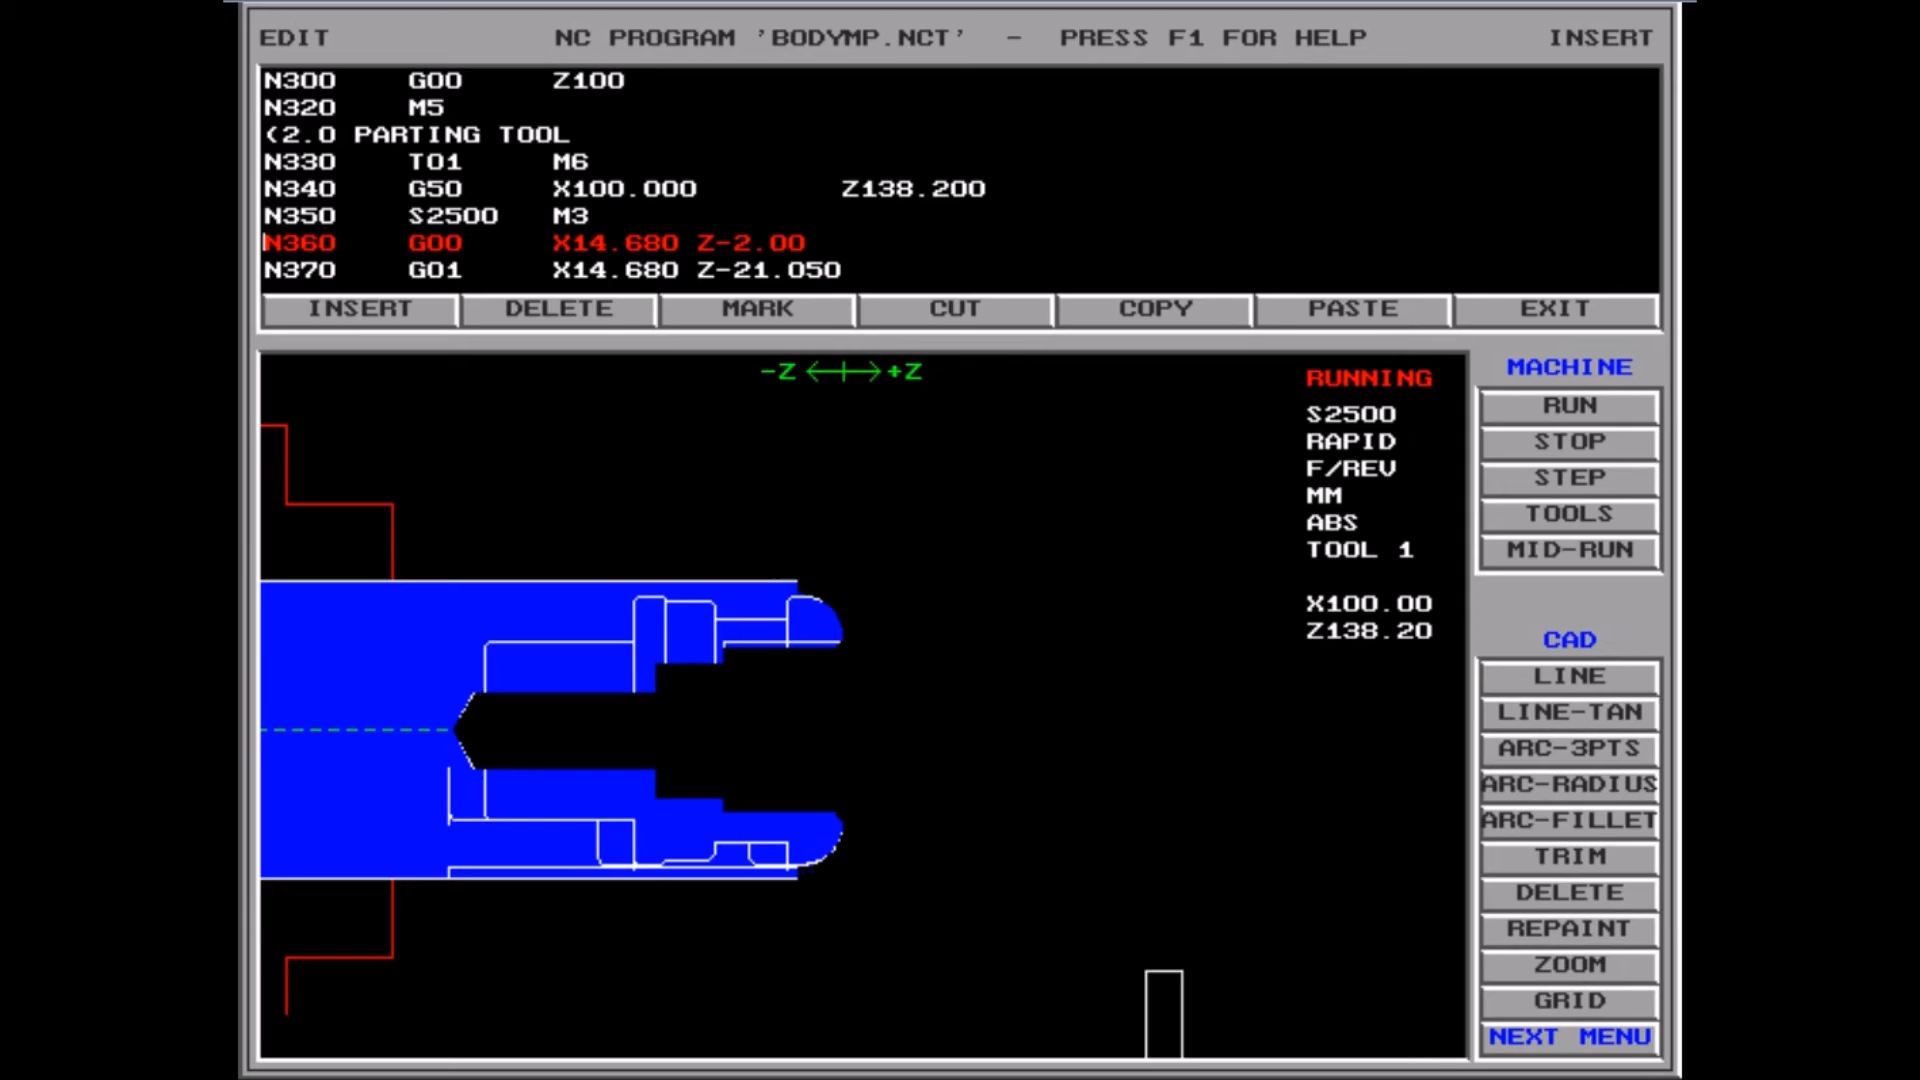 EDIT NC PROGRAM 'BODYMP.NCT' - PRESS F1 FOR HELP INSERT
N300 G00 Z100
N320 M5
(2.0 PARTING TOOL
N330 T01 M6
N340 G50 X100.000 Z138.200
N350 S2500 M3
N360 G00 X14.680 Z-2.00
N370 G01 X14.680 Z-21.050
INSERT DELETE MARK CUT COPY PASTE EXIT
-Z +Z
RUNNING
S2500
RAPID
F/REV
MM
ABS
TOOL 1
X100.00
Z138.20
MACHINE
RUN
STOP
STEP
TOOLS
MID-RUN
CAD
LINE
LINE-TAN
ARC-3PTS
ARC-RADIUS
ARC-FILLET
TRIM
DELETE
REPAINT
ZOOM
GRID
NEXT MENU